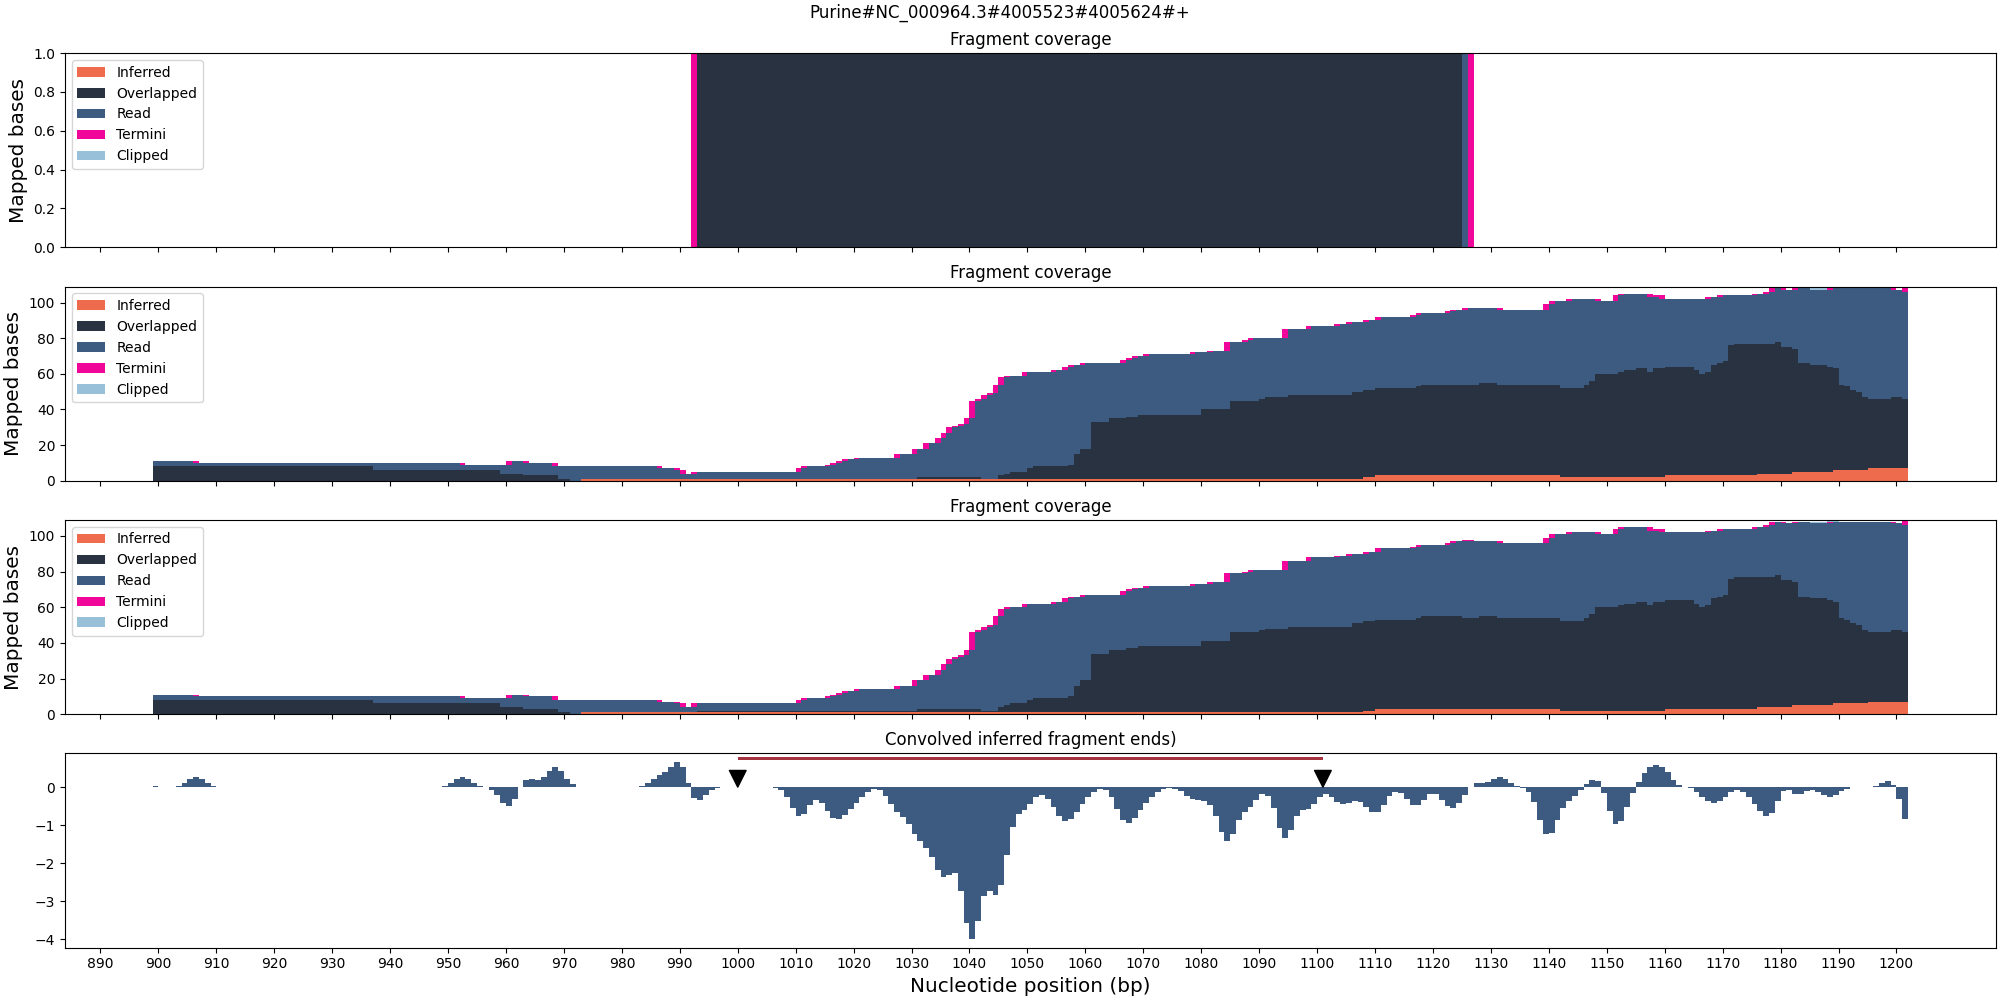 Purine#NC_000964.3#4005523#4005624#+
Fragment coverage
Mapped bases
1.0
0.8
0.6
0.4
0.2
0.0
Inferred
Overlapped
Read
Termini
Clipped
Fragment coverage
Mapped bases
100
80
60
40
20
0
Inferred
Overlapped
Read
Termini
Clipped
Fragment coverage
Mapped bases
100
80
60
40
20
0
Inferred
Overlapped
Read
Termini
Clipped
Convolved inferred fragment ends)
0
−1
−2
−3
−4
890 900 910 920 930 940 950 960 970 980 990 1000 1010 1020 1030 1040 1050 1060 1070 1080 1090 1100 1110 1120 1130 1140 1150 1160 1170 1180 1190 1200
Nucleotide position (bp)